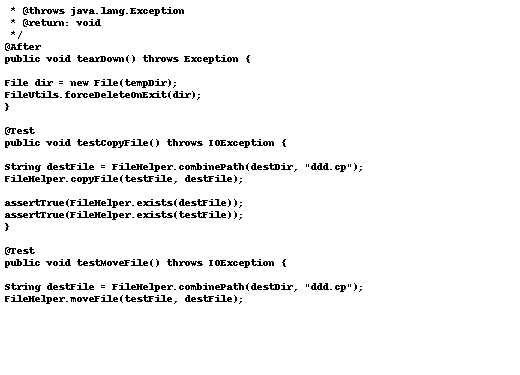 * @throws java.lang.Exception
* @return: void
*/
@After
public void tearDown() throws Exception {
File dir = new File(tempDir);
FileUtils.forceDeleteOnExit(dir);
}
@Test
public void testCopyFile() throws IOException {
String destFile = FileHelper.combinePath(destDir, "ddd.cp");
FileHelper.copyFile(testFile, destFile);
assertTrue(FileHelper.exists(destFile));
assertTrue(FileHelper.exists(testFile));
}
@Test
public void testMoveFile() throws IOException {
String destFile = FileHelper.combinePath(destDir, "ddd.cp");
FileHelper.moveFile(testFile, destFile);